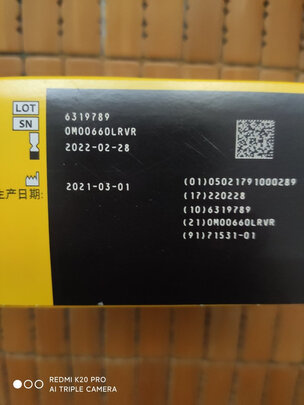 LOT
6319789
SN
0M00660LRVR
2022-02-28
2021-03-01
生产日期:
(01)05021791000289
(17)220228
(10)6319789
(21)0M00660LRVR
(91)71531-01
REDMI K20 PRO
AI TRIPLE CAMERA